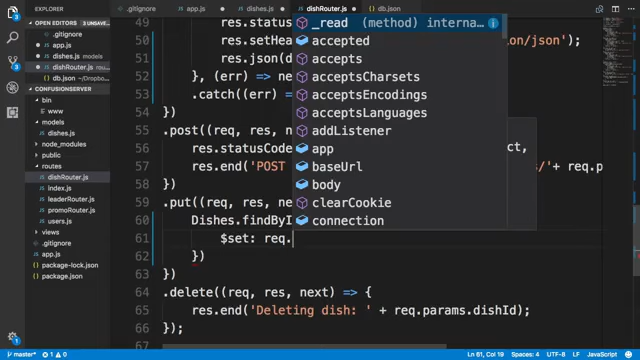 .gitignore
app.js
dishes.js
dishRouter.js
db.json
EXPLORER
OPEN EDITORS 3 UNSAVED
.gitignore
app.js
dishes.js models
dishRouter.js
db.json ~/Dropbo...
CONFUSIONSERVER
bin
www
models
dishes.js
node_modules
public
routes
dishRouter.js
index.js
leaderRouter.js
promoRouter.js
users.js
views
.gitignore
app.js
package-lock.json
package.json
49 res.status
50 res.setHea on/json');
51 res.json(d
52 }, (err) => ne
53 .catch((err) =
54 })
55 .post((req, res, ne
56 res.statusCode
57 res.end('POST s/'+ req.p
58 })
59 .put((req, res, nex
60 Dishes.findByI
61 $set: req.
62 })
63 })
64 .delete((req, res, next) => {
65 res.end('Deleting dish: ' + req.params.dishId);
66 });
67
_read (method) interna…
accepted
accepts
acceptsCharsets
acceptsEncodings
acceptsLanguages
addListener
app
baseUrl
body
clearCookie
connection
ct,
master* 1 0
Ln 61, Col 19 Spaces: 4 UTF-8 LF JavaScript